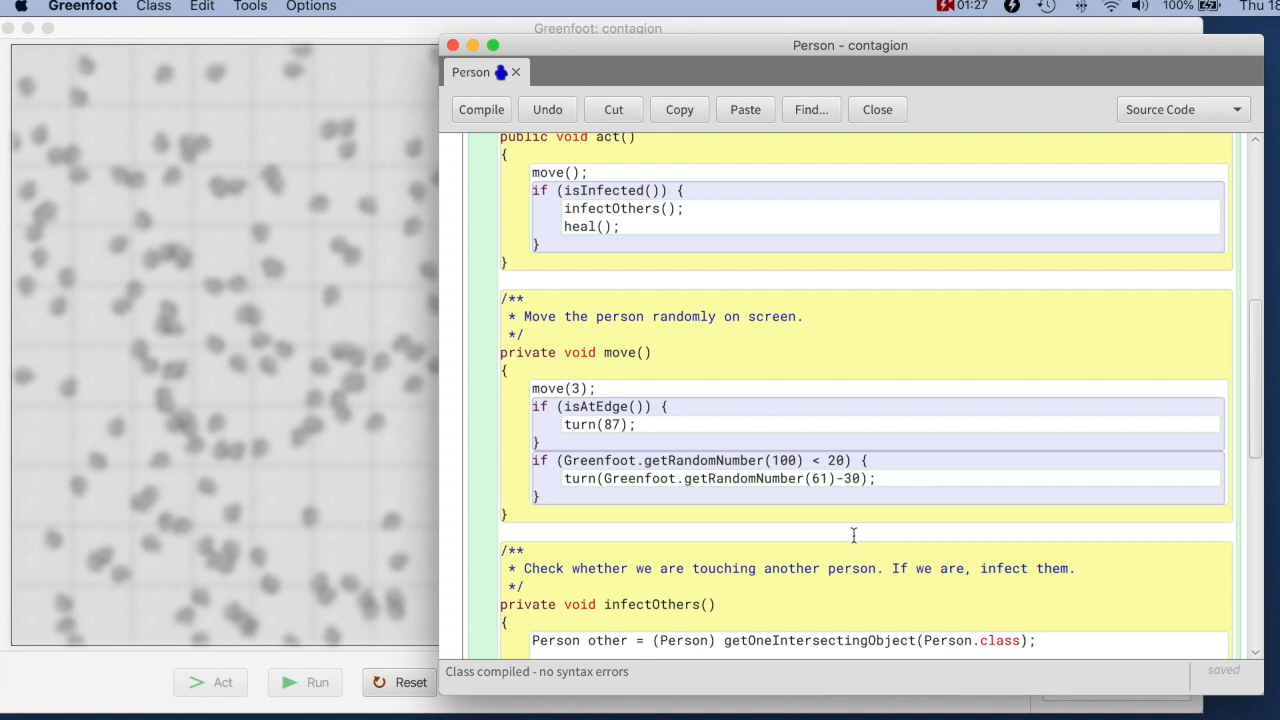 Greenfoot Class Edit Tools Options 01:27 100% Thu 18
Greenfoot: contagion
Person - contagion
Person
Compile Undo Cut Copy Paste Find... Close Source Code
public void act()
{
move();
if (isInfected()) {
infectOthers();
heal();
}
}
/**
* Move the person randomly on screen.
*/
private void move()
{
move(3);
if (isAtEdge()) {
turn(87);
}
if (Greenfoot.getRandomNumber(100) < 20) {
turn(Greenfoot.getRandomNumber(61)-30);
}
}
/**
* Check whether we are touching another person. If we are, infect them.
*/
private void infectOthers()
{
Person other = (Person) getOneIntersectingObject(Person.class);
Class compiled - no syntax errors
saved
Act Run Reset